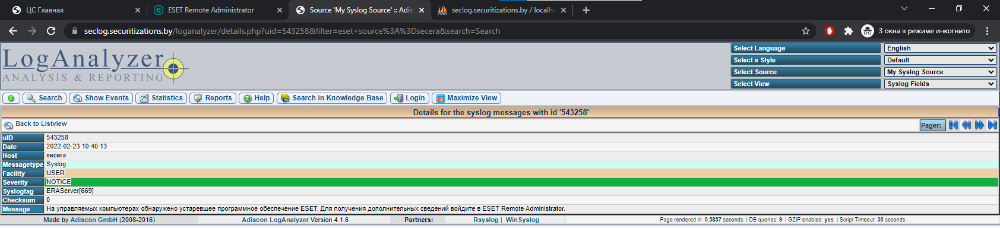 ЦС Главная
ESET Remote Administrator
Source 'My Syslog Source' :: Adis
seclog.securitizations.by / localho
seclog.securitizations.by/loganalyzer/details.php?uid=543258&filter=eset+source%3A%3Dsecera&search=Search
3 окна в режиме инкогнито
LogAnalyzer
ANALYSIS & REPORTING
Select Language English
Select a Style Default
Select Source My Syslog Source
Select View Syslog Fields
Search Show Events Statistics Reports Help Search in Knowledge Base Login Maximize View
Details for the syslog messages with id '543258'
Back to Listview Pager:
uID 543258
Date 2022-02-23 10:40:13
Host secera
Messagetype Syslog
Facility USER
Severity NOTICE
Syslogtag ERAServer[669]
Checksum 0
Message На управляемых компьютерах обнаружено устаревшее программное обеспечение ESET. Для получения дополнительных сведений войдите в ESET Remote Administrator.
Made by Adiscon GmbH (2008-2016) Adiscon LogAnalyzer Version 4.1.6 Partners: Rsyslog | WinSyslog Page rendered in: 0.5857 seconds | DB queries: 9 | GZIP enabled: yes | Script Timeout: 30 seconds